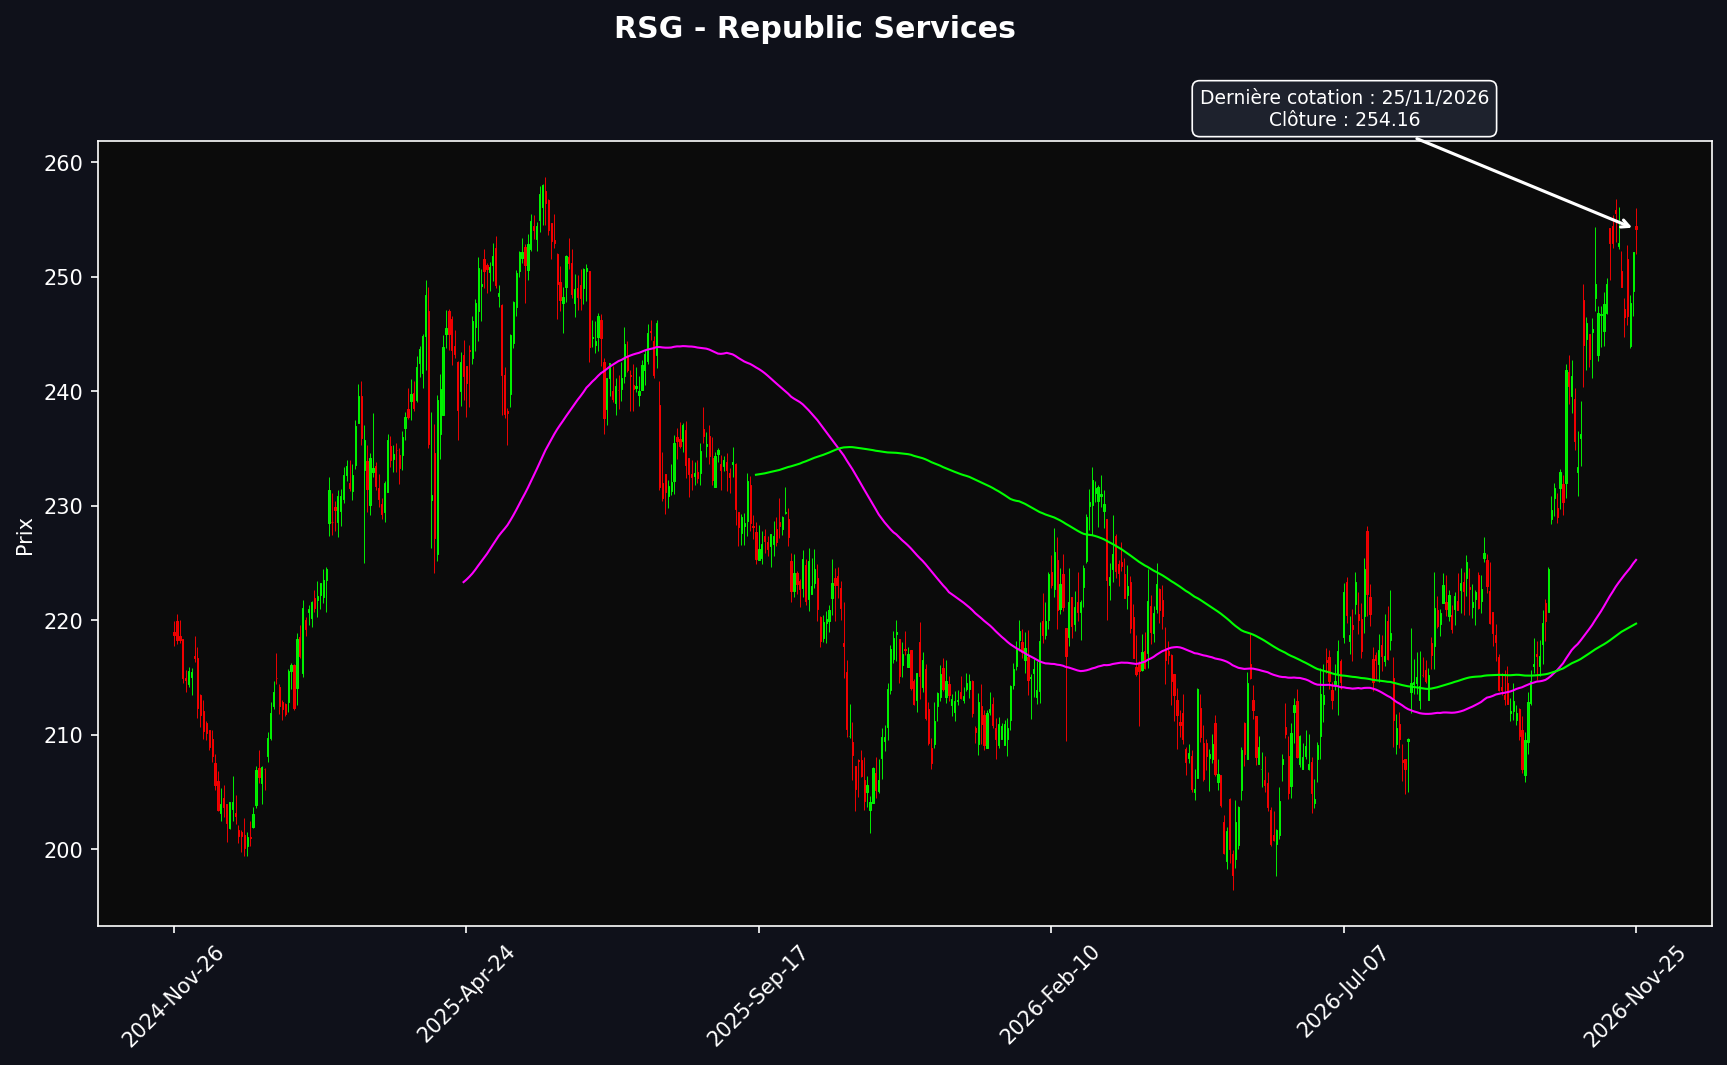 RSG - Republic Services
Dernière cotation : 25/11/2026
Clôture : 254.16
260
250
240
230
220
210
200
Prix
2024-Nov-26
2025-Apr-24
2025-Sep-17
2026-Feb-10
2026-Jul-07
2026-Nov-25